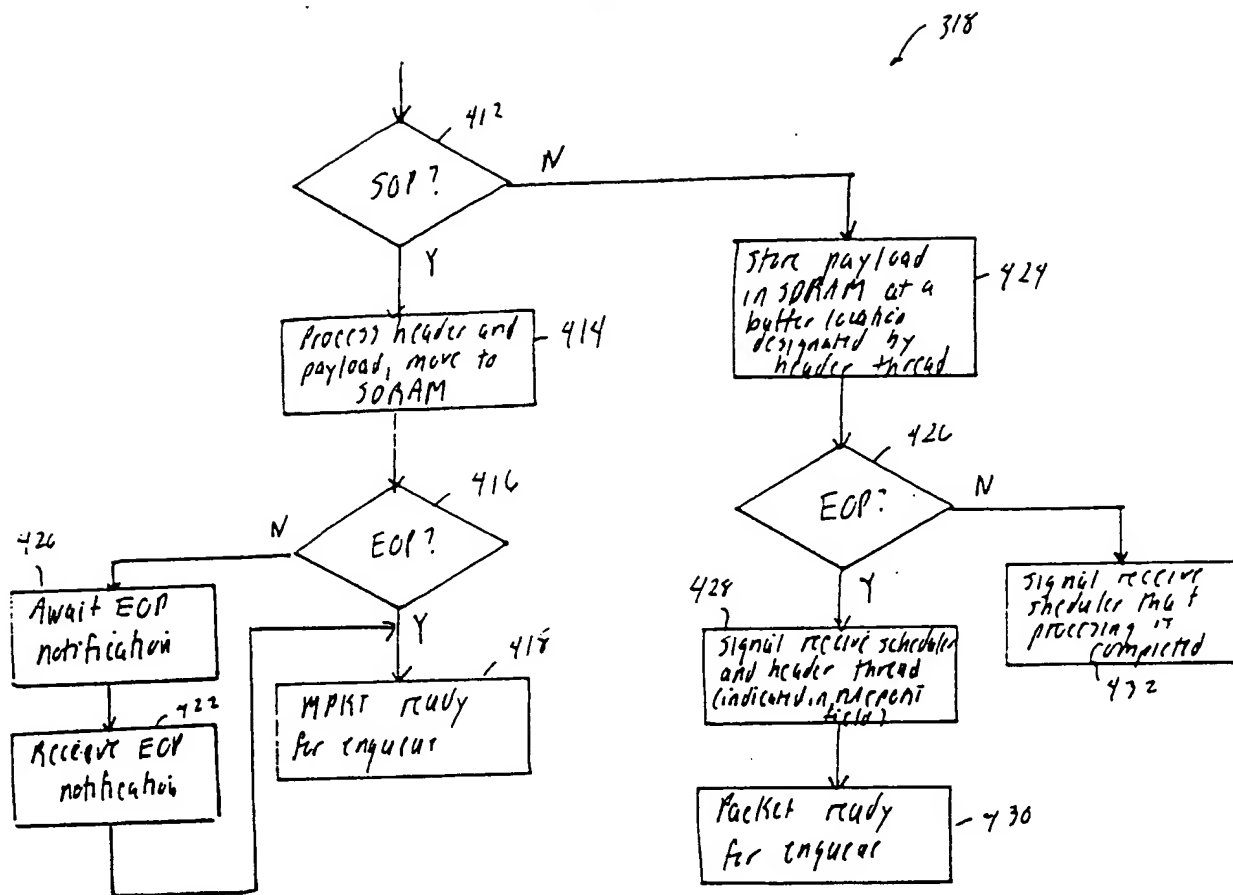 318
412
SOP?
N
Y
Process header and
payload, move to
SDRAM
414
416
EOP?
N
Y
420
Await EOP
notification
422
Receive EOP
notification
418
MPKT ready
for enqueue
Store payload
in SDRAM at a
buffer location
designated by
header thread
424
426
EOP?
N
Y
428
Signal receive scheduler
and header thread
(indicated in
field)
Signal receive
sheduler that
processing is
completed
432
Packet ready
for enqueue
430